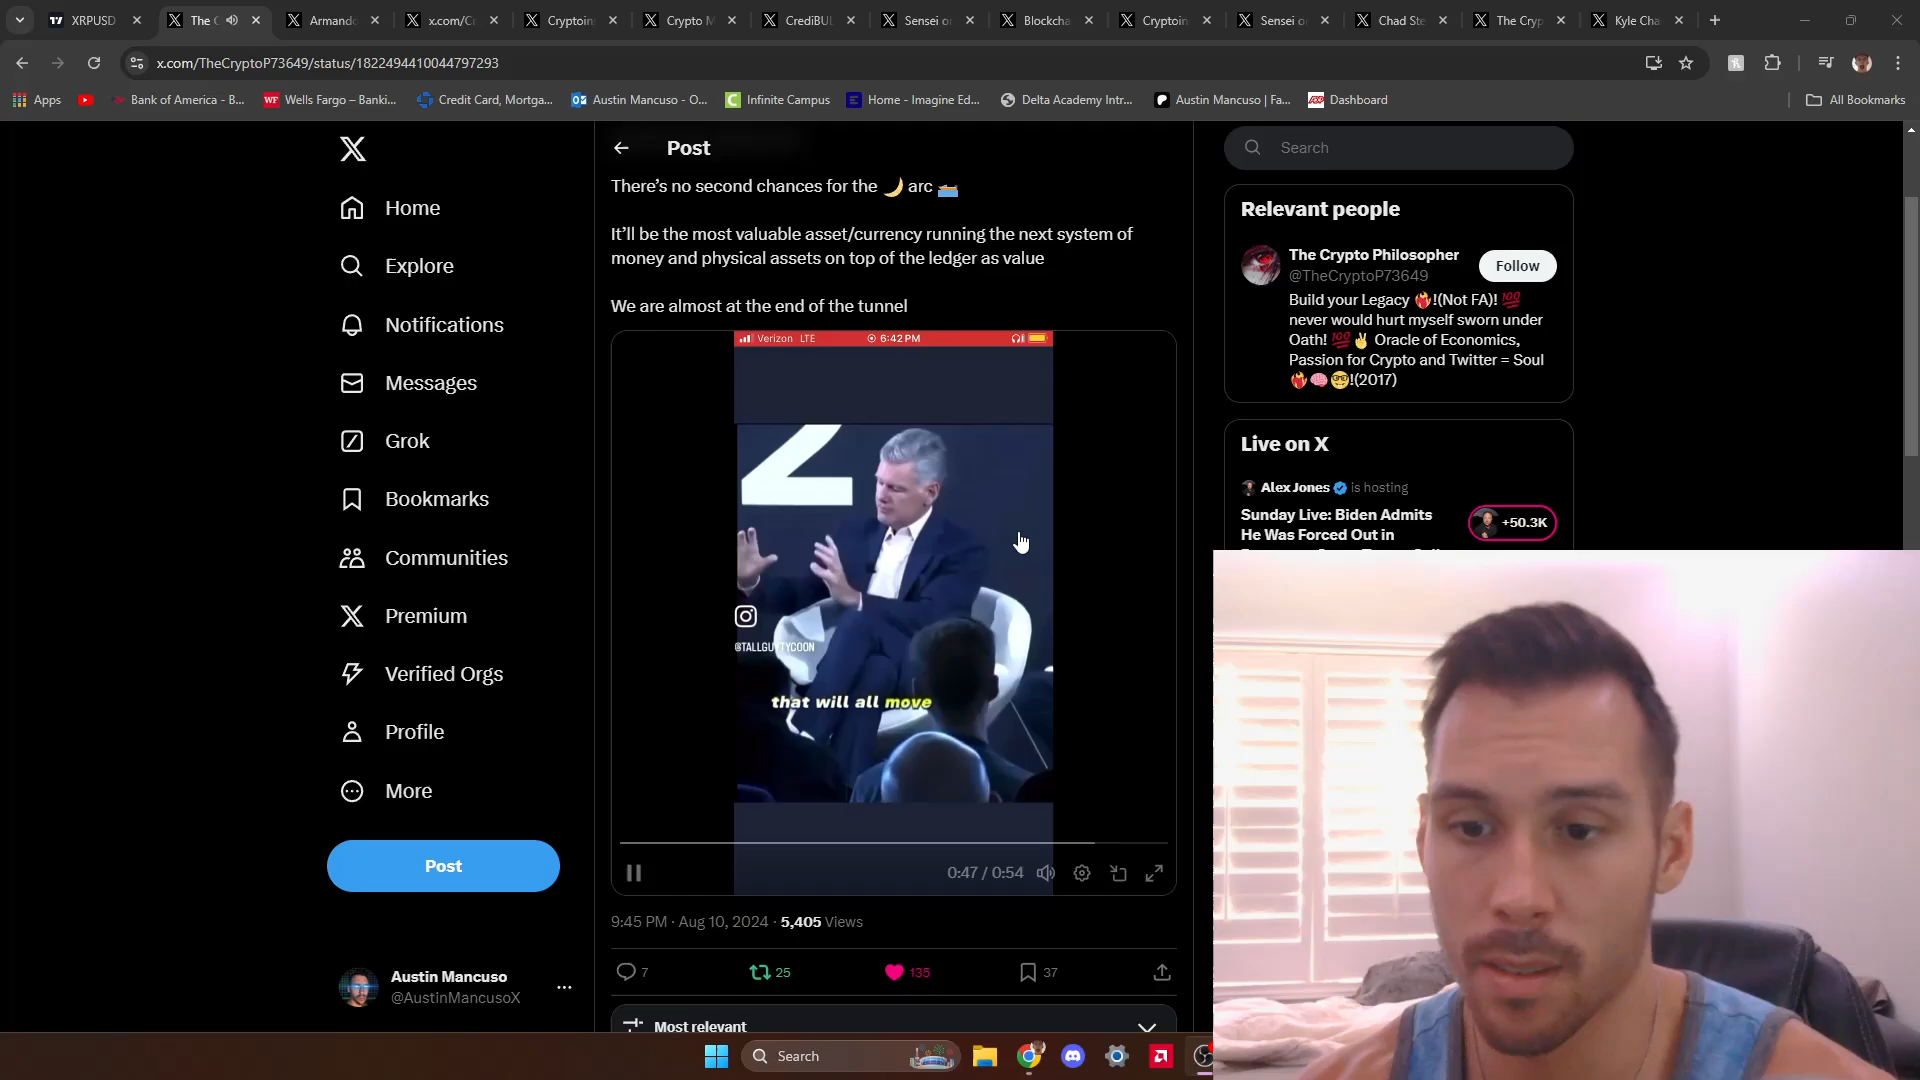 XRPUSD
The C
Armando
x.com/Cr
Cryptoin
Crypto M
CrediBUL
Sensei o
Blockcha
Cryptoin
Sensei o
Chad Ste
The Cryp
Kyle Cha
x.com/TheCryptoP73649/status/1822494410044797293
Apps
Bank of America - B...
WF
Wells Fargo – Banki...
Credit Card, Mortga...
Austin Mancuso - O...
Infinite Campus
Home - Imagine Ed...
Delta Academy Intr...
Austin Mancuso | Fa...
Dashboard
All Bookmarks
Home
Explore
Notifications
Messages
Grok
Bookmarks
Communities
Premium
Verified Orgs
Profile
More
Post
Austin Mancuso
@AustinMancusoX
Post
There's no second chances for the 🌙 arc
It'll be the most valuable asset/currency running the next system of
money and physical assets on top of the ledger as value
We are almost at the end of the tunnel
Verizon LTE
6:42PM
@TALLGUYTYCOON
that will all move
0:47 / 0:54
9:45 PM · Aug 10, 2024 · 5,405 Views
7
25
135
37
Most relevant
Search
Relevant people
The Crypto Philosopher
@TheCryptoP73649
Follow
Build your Legacy ❤️‍🔥!(Not FA)! 💯
never would hurt myself sworn under
Oath! 💯✌️ Oracle of Economics,
Passion for Crypto and Twitter = Soul
❤️‍🔥🧠🤓!(2017)
Live on X
Alex Jones is hosting
Sunday Live: Biden Admits
He Was Forced Out in
+50.3K
Search